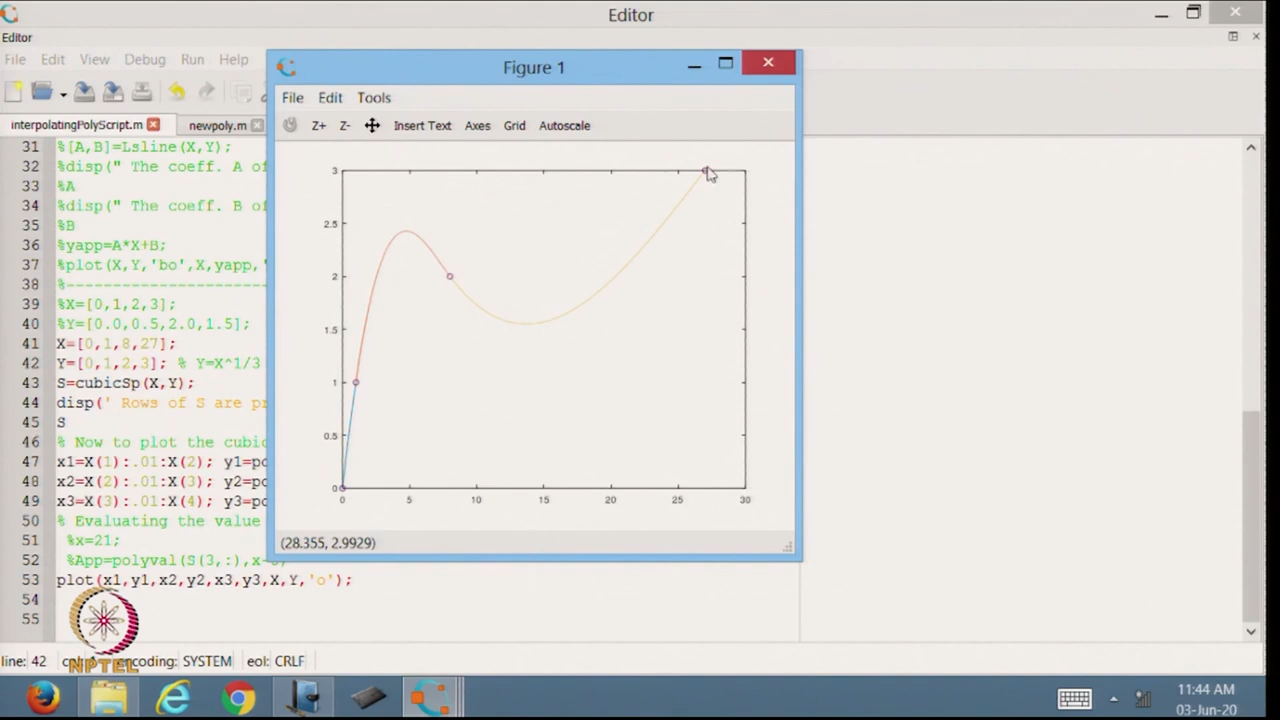 Editor
Editor
File Edit View Debug Run Help
interpolatingPolyScript.m newpoly.m
Figure 1
File Edit Tools
Z+ Z- Insert Text Axes Grid Autoscale
31 %[A,B]=Lsline(X,Y);
32 %disp(" The coeff. A of
33 %A
34 %disp(" The coeff. B of
35 %B
36 %yapp=A*X+B;
37 %plot(X,Y,'bo',X,yapp,'
38 %------------------------
39 %X=[0,1,2,3];
40 %Y=[0.0,0.5,2.0,1.5];
41 X=[0,1,8,27];
42 Y=[0,1,2,3]; % Y=X^1/3
43 S=cubicSp(X,Y);
44 disp(' Rows of S are pr
45 S
46 % Now to plot the cubic
47 x1=X(1):.01:X(2); y1=po
48 x2=X(2):.01:X(3); y2=po
49 x3=X(3):.01:X(4); y3=po
50 % Evaluating the value
51 %x=21;
52 %App=polyval(S(3,:),x-
53 plot(x1,y1,x2,y2,x3,y3,X,Y,'o');
54
55
3
2.5
2
1.5
1
0.5
0
0 5 10 15 20 25 30
(28.355, 2.9929)
line: 42 encoding: SYSTEM eol: CRLF
NPTEL
11:44 AM
03-Jun-20